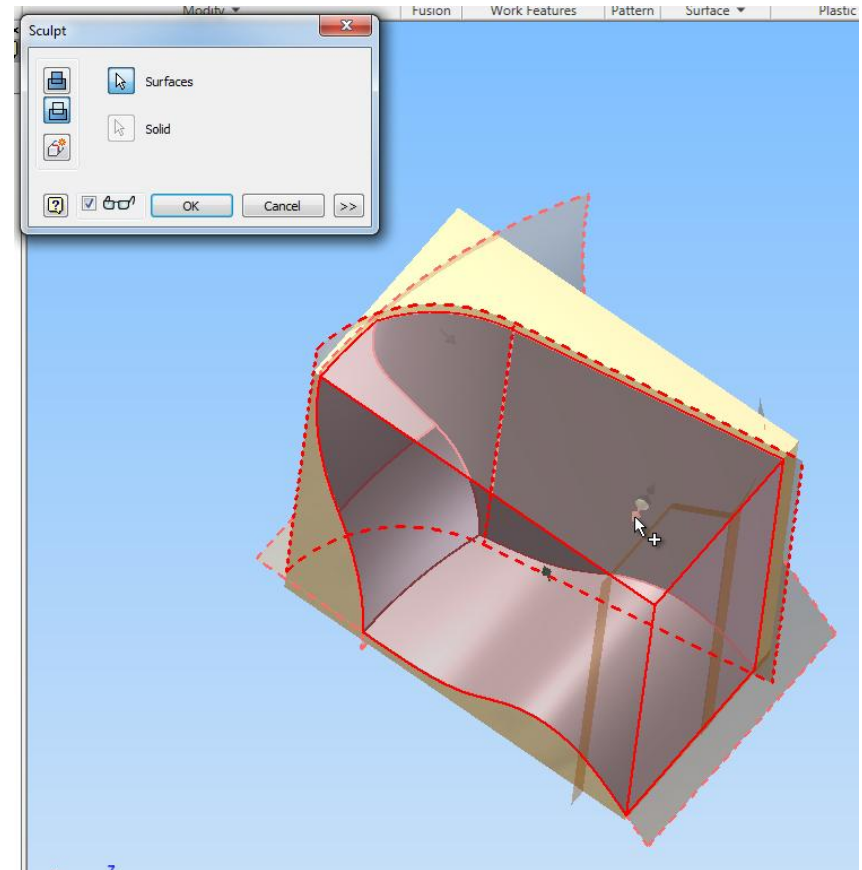 Modify
Fusion
Work Features
Pattern
Surface
Plastic
Sculpt
Surfaces
Solid
OK
Cancel
>>
z